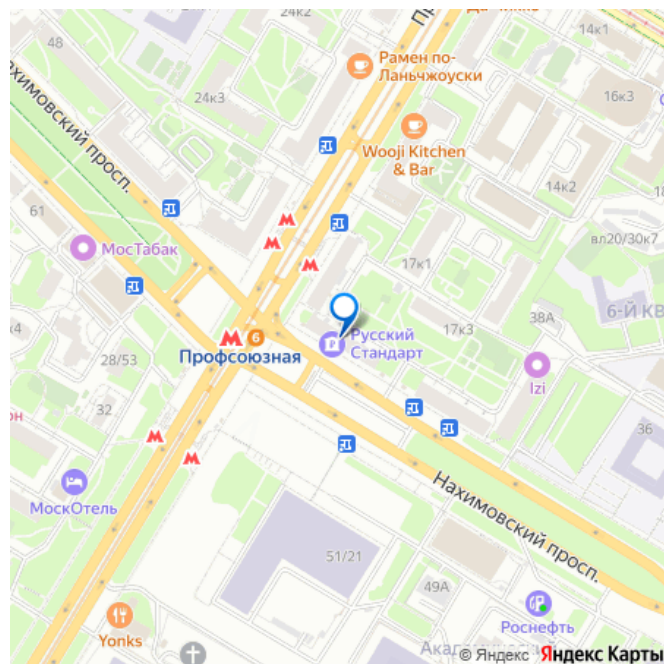 24к2
14к1
48
Рамен по-
Ланьчжоуски
24к3
16к3
Нахимовский просп.
Wooji Kitchen
& Bar
14к2
61
МосТабак
вл20/30к7
17к1
6-Й КВ
38А
6
Профсоюзная
Русский
Стандарт
17к3
28/53
Izi
32
36
МоскОтель
Нахимовский просп.
51/21
49А
Роснефть
Yonks
© Яндекс Яндекс Карты